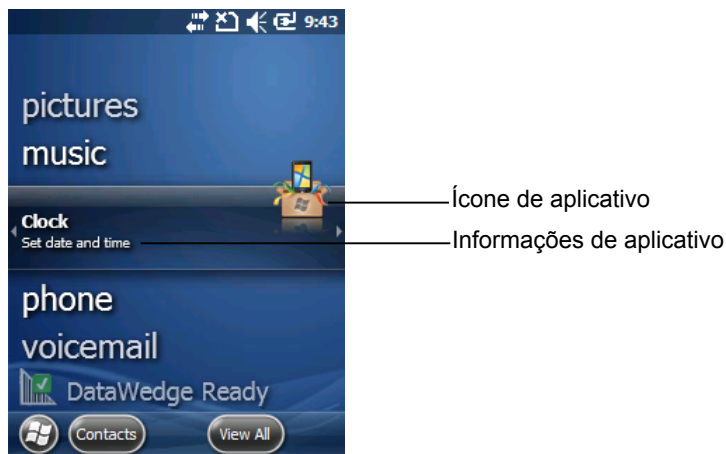 9:43
pictures
music
Ícone de aplicativo
Clock
Set date and time
Informações de aplicativo
phone
voicemail
DataWedge Ready
Contacts
View All